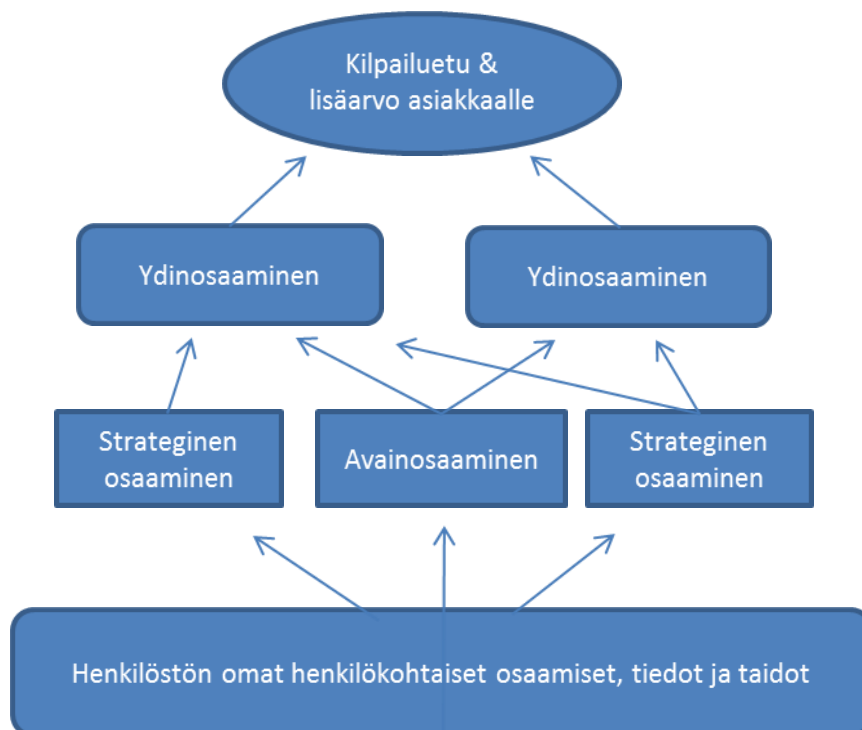 Kilpailuetu &
lisäarvo asiakkaalle
Ydinosaaminen
Ydinosaaminen
Strateginen
osaaminen
Avainosaaminen
Strateginen
osaaminen
Henkilöstön omat henkilökohtaiset osaamiset, tiedot ja taidot